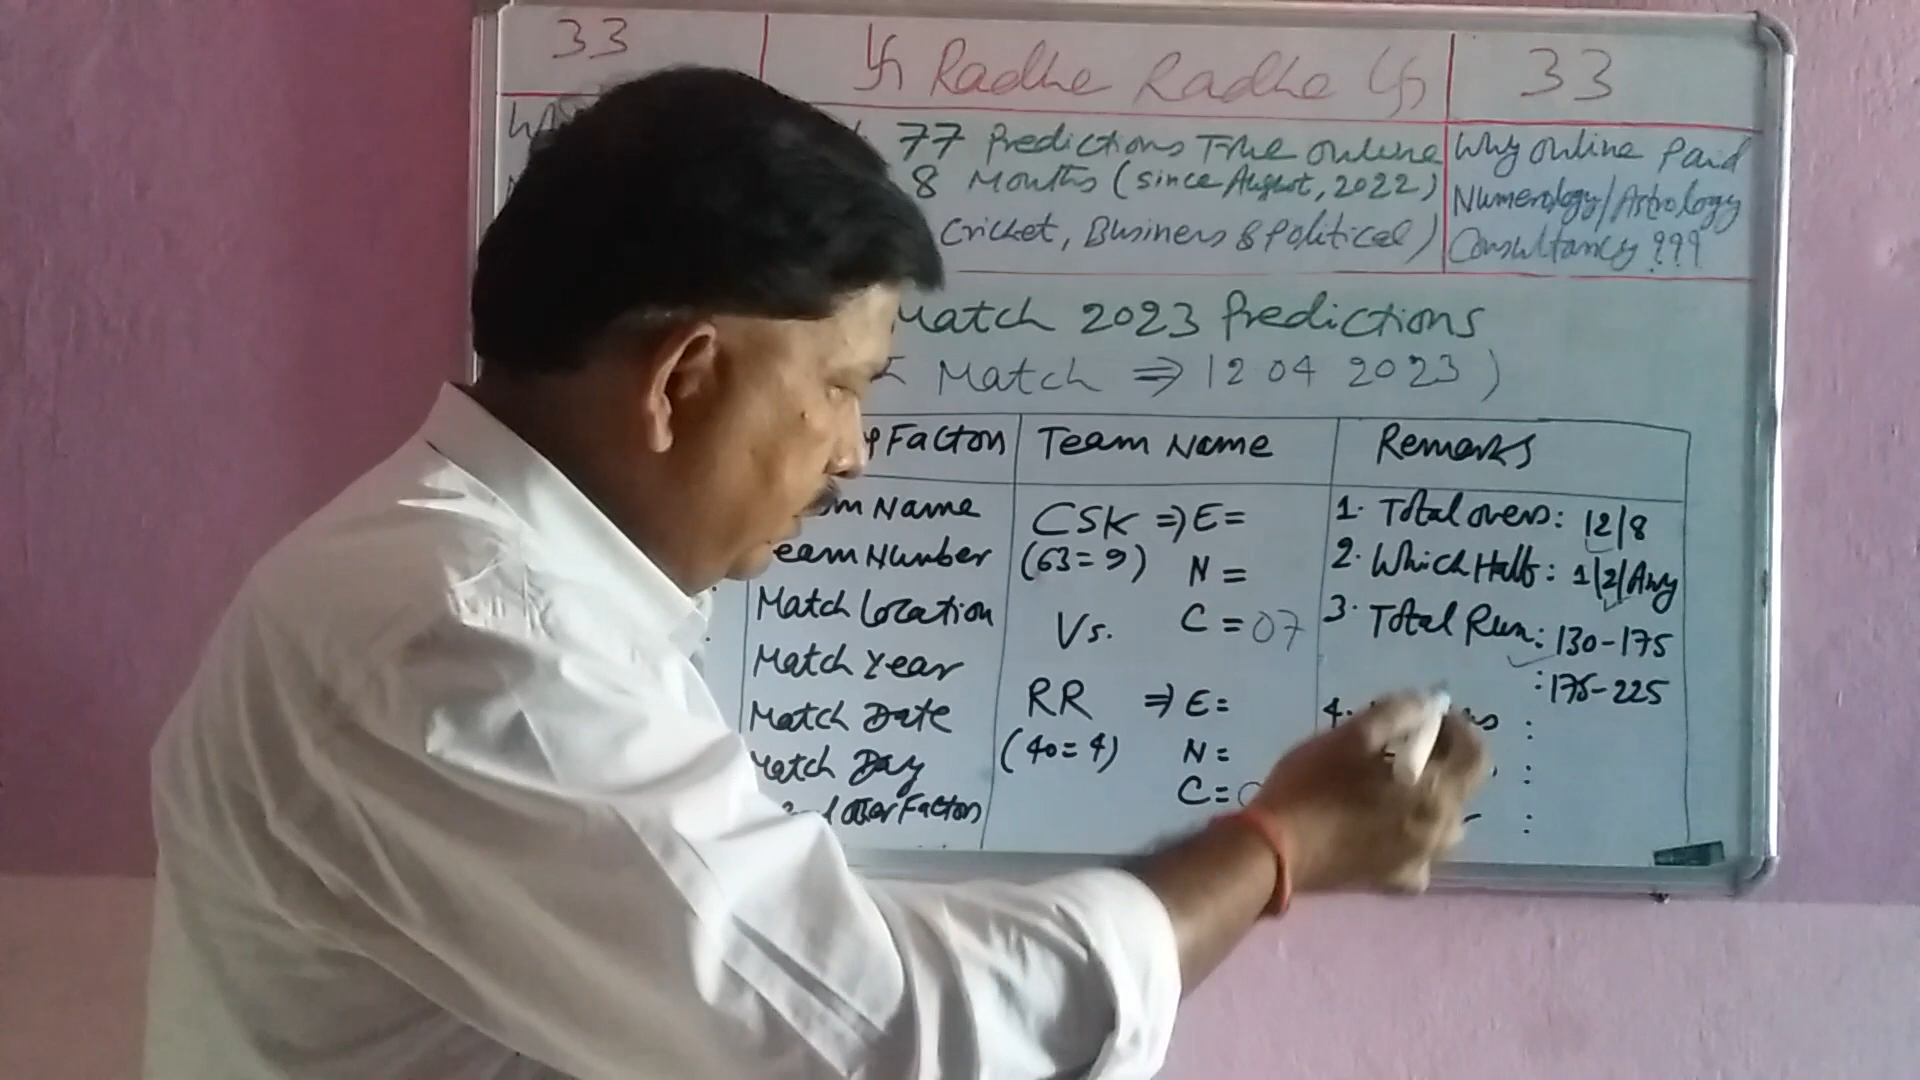 33
卐 Radhe Radhe 卐
33
77 Predictions True online
8 Months (since August, 2022)
Cricket, Business & Political)
Why online Paid
Numerology/Astrology
Consultancy ???
Match 2023 Predictions
Match ⇒ 12 04 2023)
Factors
Team Name
Remarks
Name
Team Number
Match Location
Match Year
Match Date
Match Day
Factors
CSK ⇒ E=
(63=9) N =
Vs. C = 07
RR ⇒ E=
(40=4) N =
C=
1. Total overs: 12/8
2. Which Half: 1/2/Any
3. Total Run: 130-175
: 175-225
4.
:
:
: